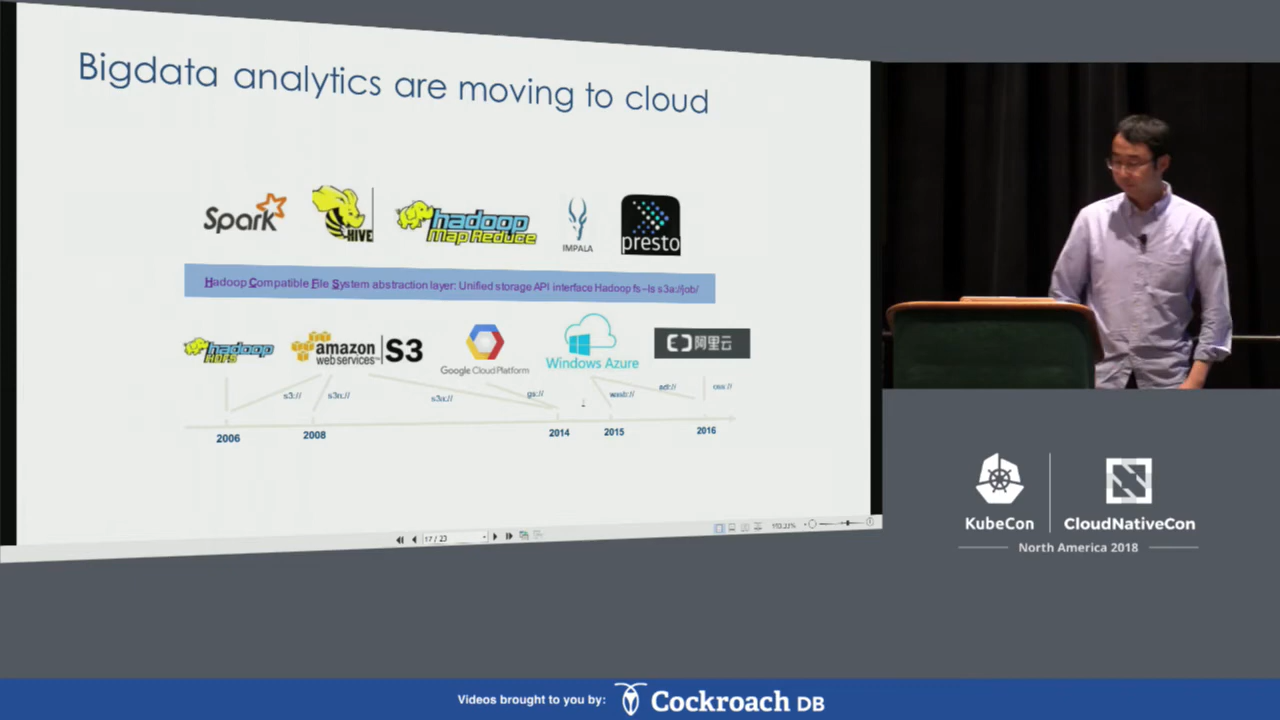 Bigdata analytics are moving to cloud
Spark
HIVE
hadoop
Map Reduce
IMPALA
presto
Hadoop Compatible File System abstraction layer: Unified storage API interface Hadoop fs –ls s3a://job/
hadoop
HDFS
amazon
webservices™
S3
Google Cloud Platform
Windows Azure
阿里云
s3://
s3n://
s3a://
gs://
wasb://
adl://
oss://
2006
2008
2014
2015
2016
17 / 23
KubeCon
CloudNativeCon
North America 2018
Videos brought to you by:
Cockroach DB